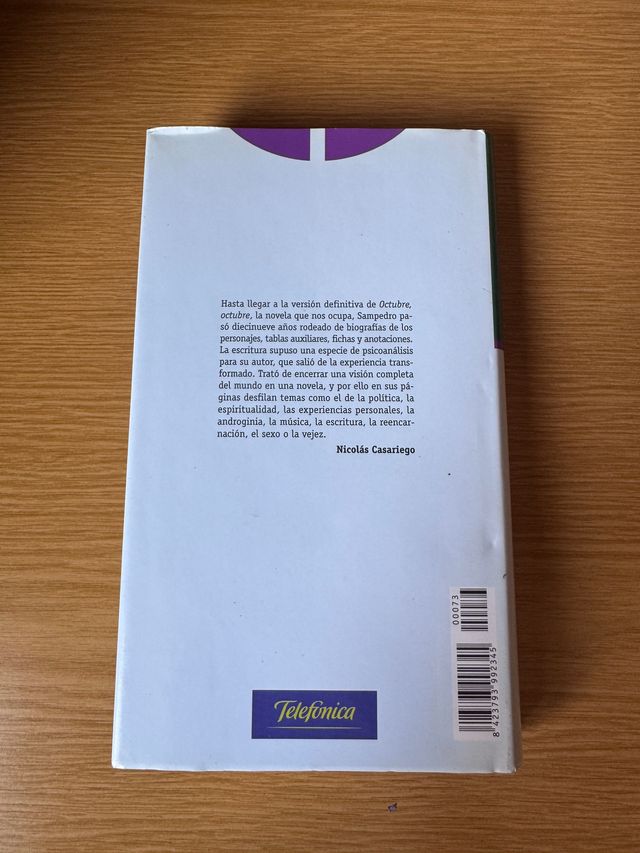 Hasta llegar a la versión definitiva de Octubre,
octubre, la novela que nos ocupa, Sampedro pa-
só diecinueve años rodeado de biografías de los
personajes, tablas auxiliares, fichas y anotaciones.
La escritura supuso una especie de psicoanálisis
para su autor, que salió de la experiencia trans-
formado. Trató de encerrar una visión completa
del mundo en una novela, y por ello en sus pá-
ginas desfilan temas como el de la política, la
espiritualidad, las experiencias personales, la
androginia, la música, la escritura, la reencar-
nación, el sexo o la vejez.
Nicolás Casariego
00073
8 423793 992345
Telefónica